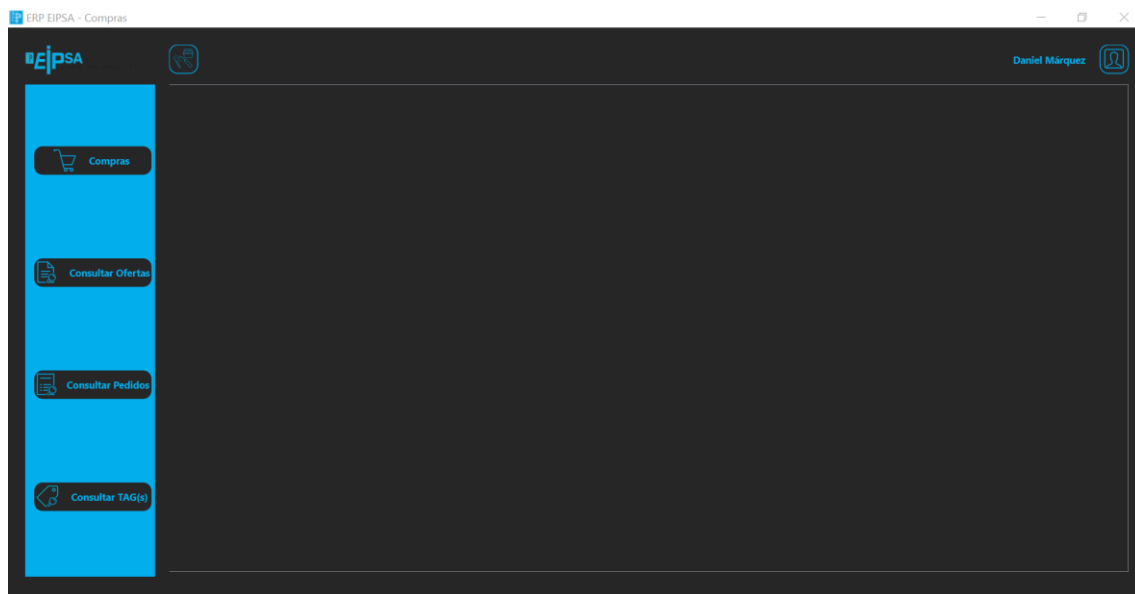 ERP EIPSA - Compras
EIPSA
Daniel Márquez
Compras
Consultar Ofertas
Consultar Pedidos
Consultar TAG(s)